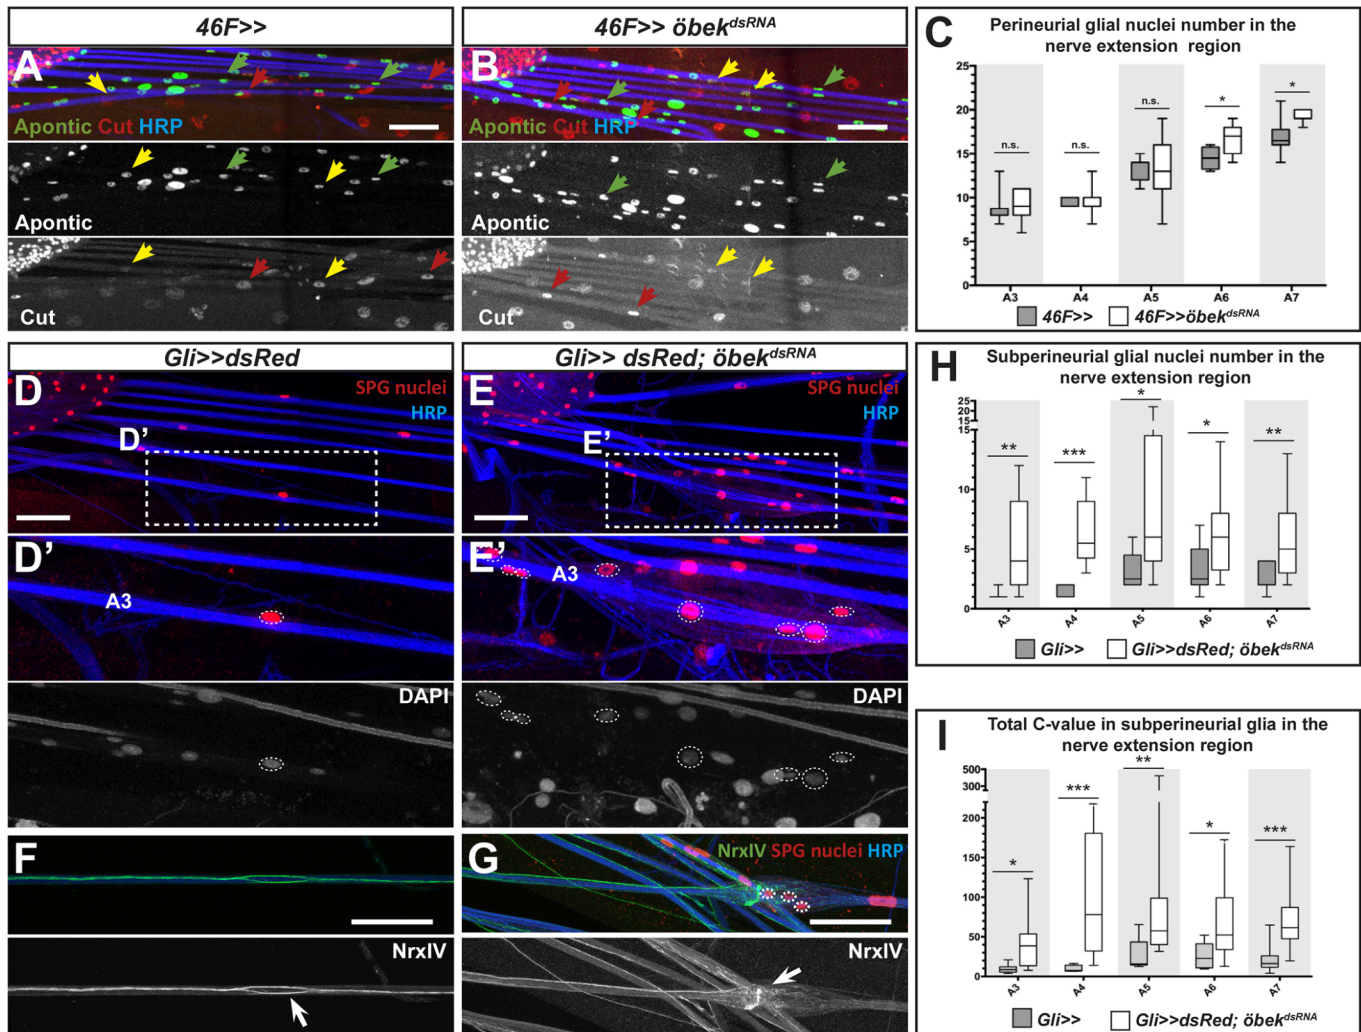 46F>>
46F>> öbek^dsRNA
A
Apontic Cut HRP
B
Apontic Cut HRP
Apontic
Apontic
Cut
Cut
C
Perineurial glial nuclei number in the
nerve extension region
25
20
15
10
5
0
n.s.
n.s.
n.s.
*
*
A3 A4 A5 A6 A7
46F>> 46F>>öbek^dsRNA
Gli>>dsRed
Gli>> dsRed; öbek^dsRNA
D
SPG nuclei
HRP
D’
E
SPG nuclei
HRP
E’
D’
A3
E’
A3
DAPI
DAPI
F
G
NrxIV SPG nuclei HRP
NrxIV
NrxIV
H
Subperineurial glial nuclei number in the
nerve extension region
25
20
15
15
10
5
0
**
***
*
*
**
A3 A4 A5 A6 A7
Gli>> Gli>>dsRed; öbek^dsRNA
I
Total C-value in subperineurial glia in the
nerve extension region
500
300
200
150
100
50
0
*
***
**
*
***
A3 A4 A5 A6 A7
Gli>> Gli>>dsRed; öbek^dsRNA